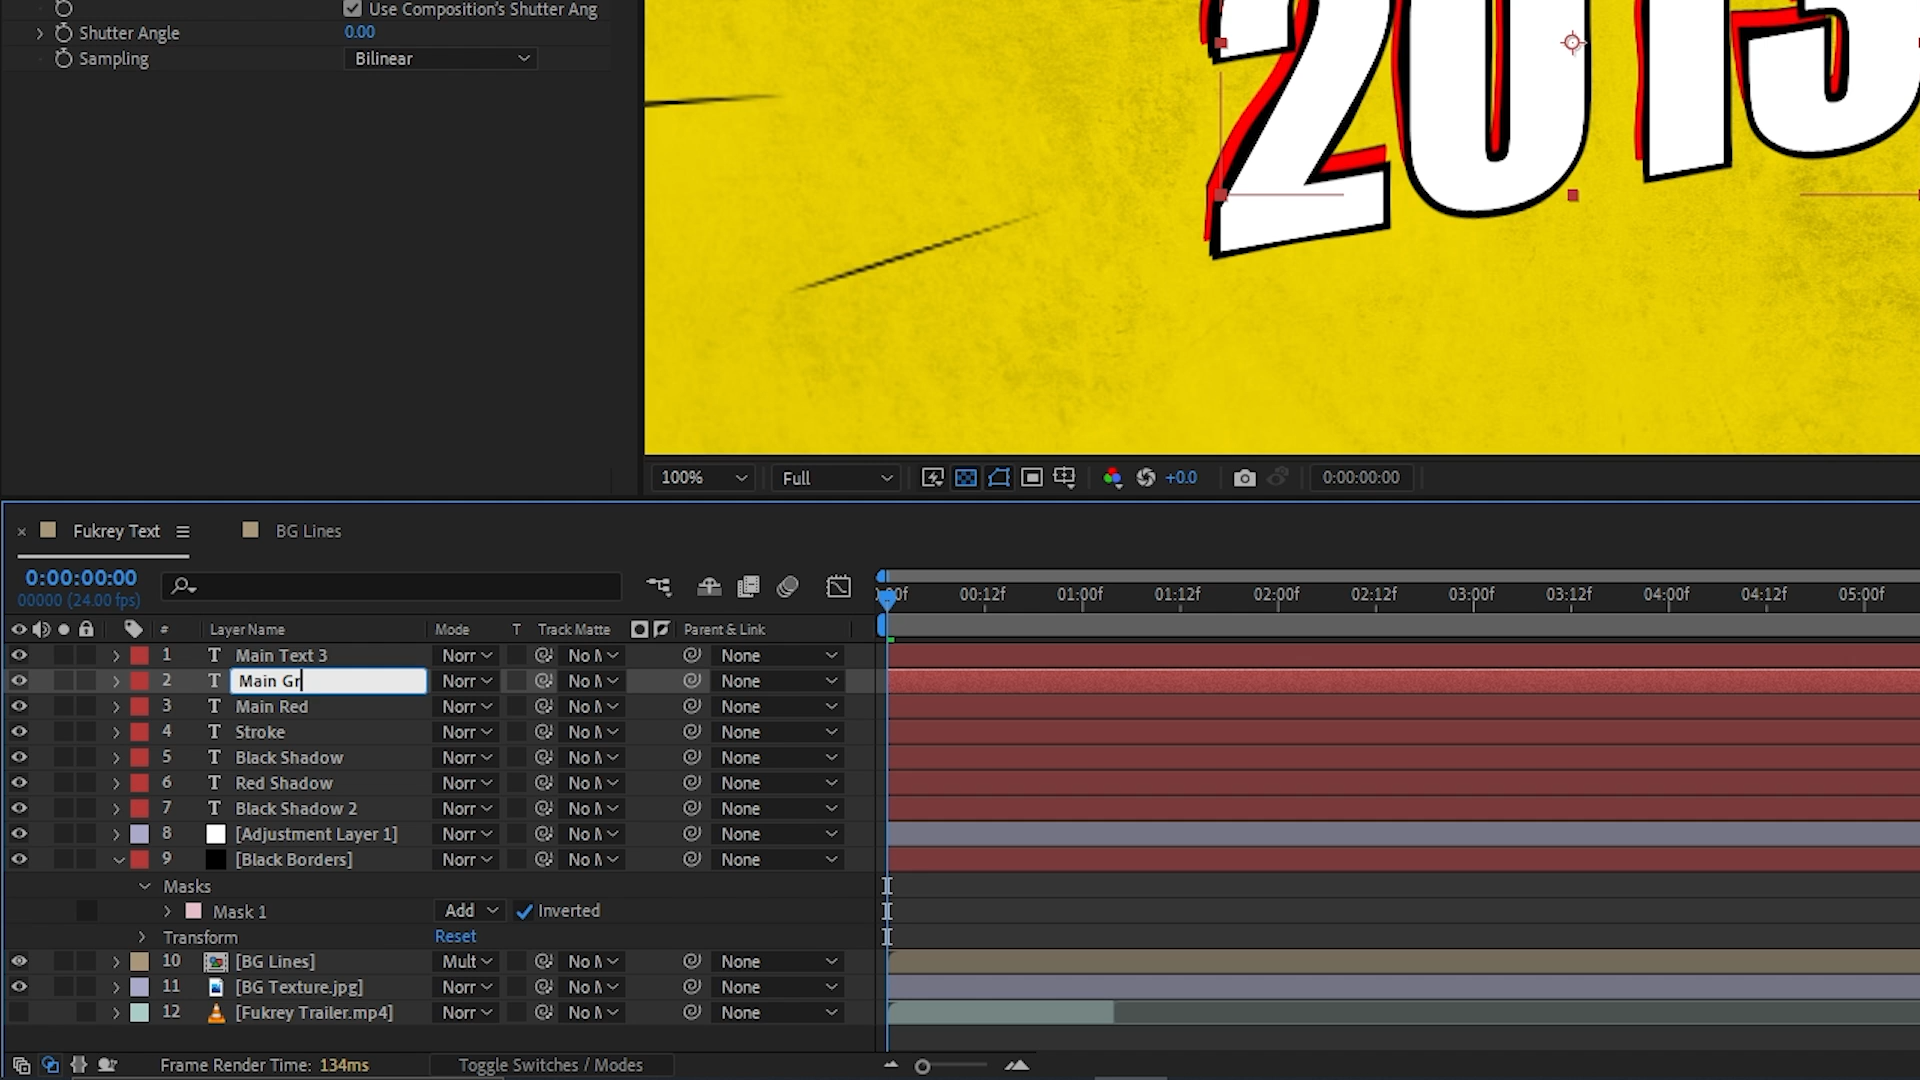 Use Composition's Shutter Ang
Shutter Angle 0.00
Sampling Bilinear
2013
100% Full +0.0 0:00:00:00
Fukrey Text BG Lines
0:00:00:00
00000 (24.00 fps)
00f 00:12f 01:00f 01:12f 02:00f 02:12f 03:00f 03:12f 04:00f 04:12f 05:00f
# Layer Name Mode T Track Matte Parent & Link
1 T Main Text 3 Norr No M None
2 T Main Gr Norr No M None
3 T Main Red Norr No M None
4 T Stroke Norr No M None
5 T Black Shadow Norr No M None
6 T Red Shadow Norr No M None
7 T Black Shadow 2 Norr No M None
8 [Adjustment Layer 1] Norr No M None
9 [Black Borders] Norr No M None
Masks
Mask 1 Add Inverted
Transform Reset
10 [BG Lines] Mult No M None
11 [BG Texture.jpg] Norr No M None
12 [Fukrey Trailer.mp4] Norr No M None
Frame Render Time: 134ms Toggle Switches / Modes